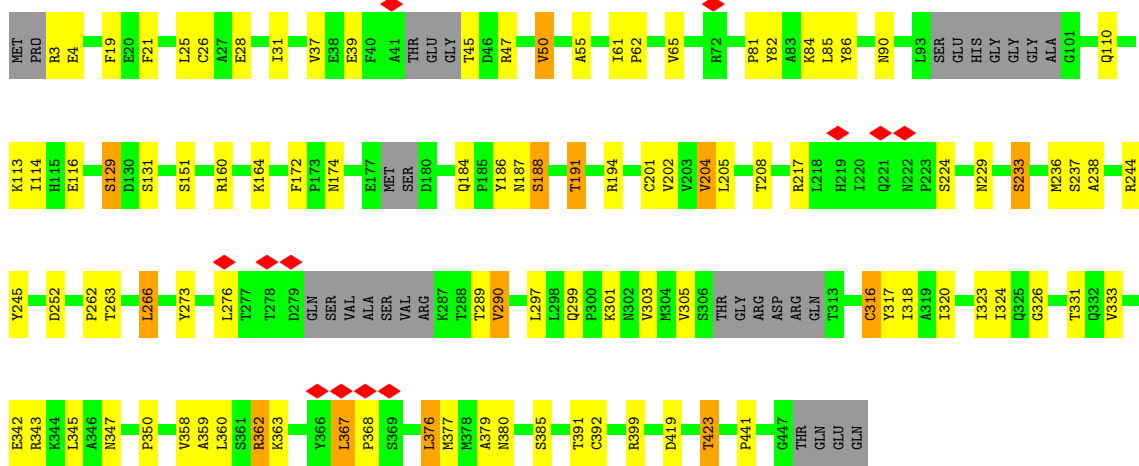 MET PRO R3 E4 F19 E20 F21 L25 C26 A27 E28 I31 V37 E38 E39 F40 A41 THR GLU GLY T45 D46 R47 V50 A55 I61 P62 V65 R72 P81 Y82 A83 K84 L85 Y86 N90 L93 SER GLU HIS GLY GLY GLY ALA G101 Q110
K113 I114 H115 E116 S129 D130 S131 S151 R160 K164 F172 P173 N174 E177 MET SER D180 Q184 P185 Y186 N187 S188 T191 R194 C201 V202 V203 V204 L205 T208 R217 L218 H219 I220 Q221 N222 P223 S224 N229 S233 M236 S237 A238 R244
Y245 D252 P262 T263 L266 Y273 L276 T277 T278 D279 GLN SER VAL ALA SER VAL ARG K287 T288 T289 V290 L297 L298 Q299 P300 K301 N302 V303 M304 V305 S306 THR GLY ARG ASP ARG GLN T313 C316 Y317 I318 A319 I320 I323 I324 Q325 G326 T331 Q332 V333
E342 R343 K344 L345 A346 N347 P350 V358 A359 L360 S361 R362 K363 Y366 L367 P368 S369 L376 M377 M378 A379 N380 S385 T391 C392 R399 D419 T423 P441 G447 THR GLN GLU GLN